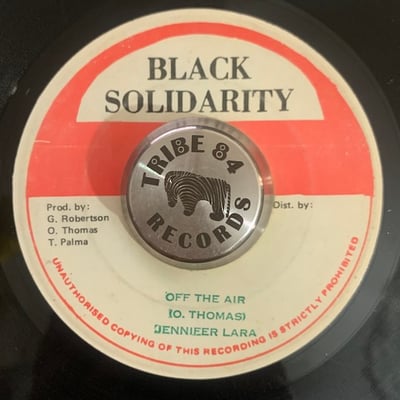 BLACK
SOLIDARITY
TRIBE 84
RECORDS
Prod. by:
G. Robertson
O. Thomas
T. Palma
Dist. by:
OFF THE AIR
(O. THOMAS)
JENNIEER LARA
UNAUTHORISED COPYING OF THIS RECORDING IS STRICTLY PROHIBITED